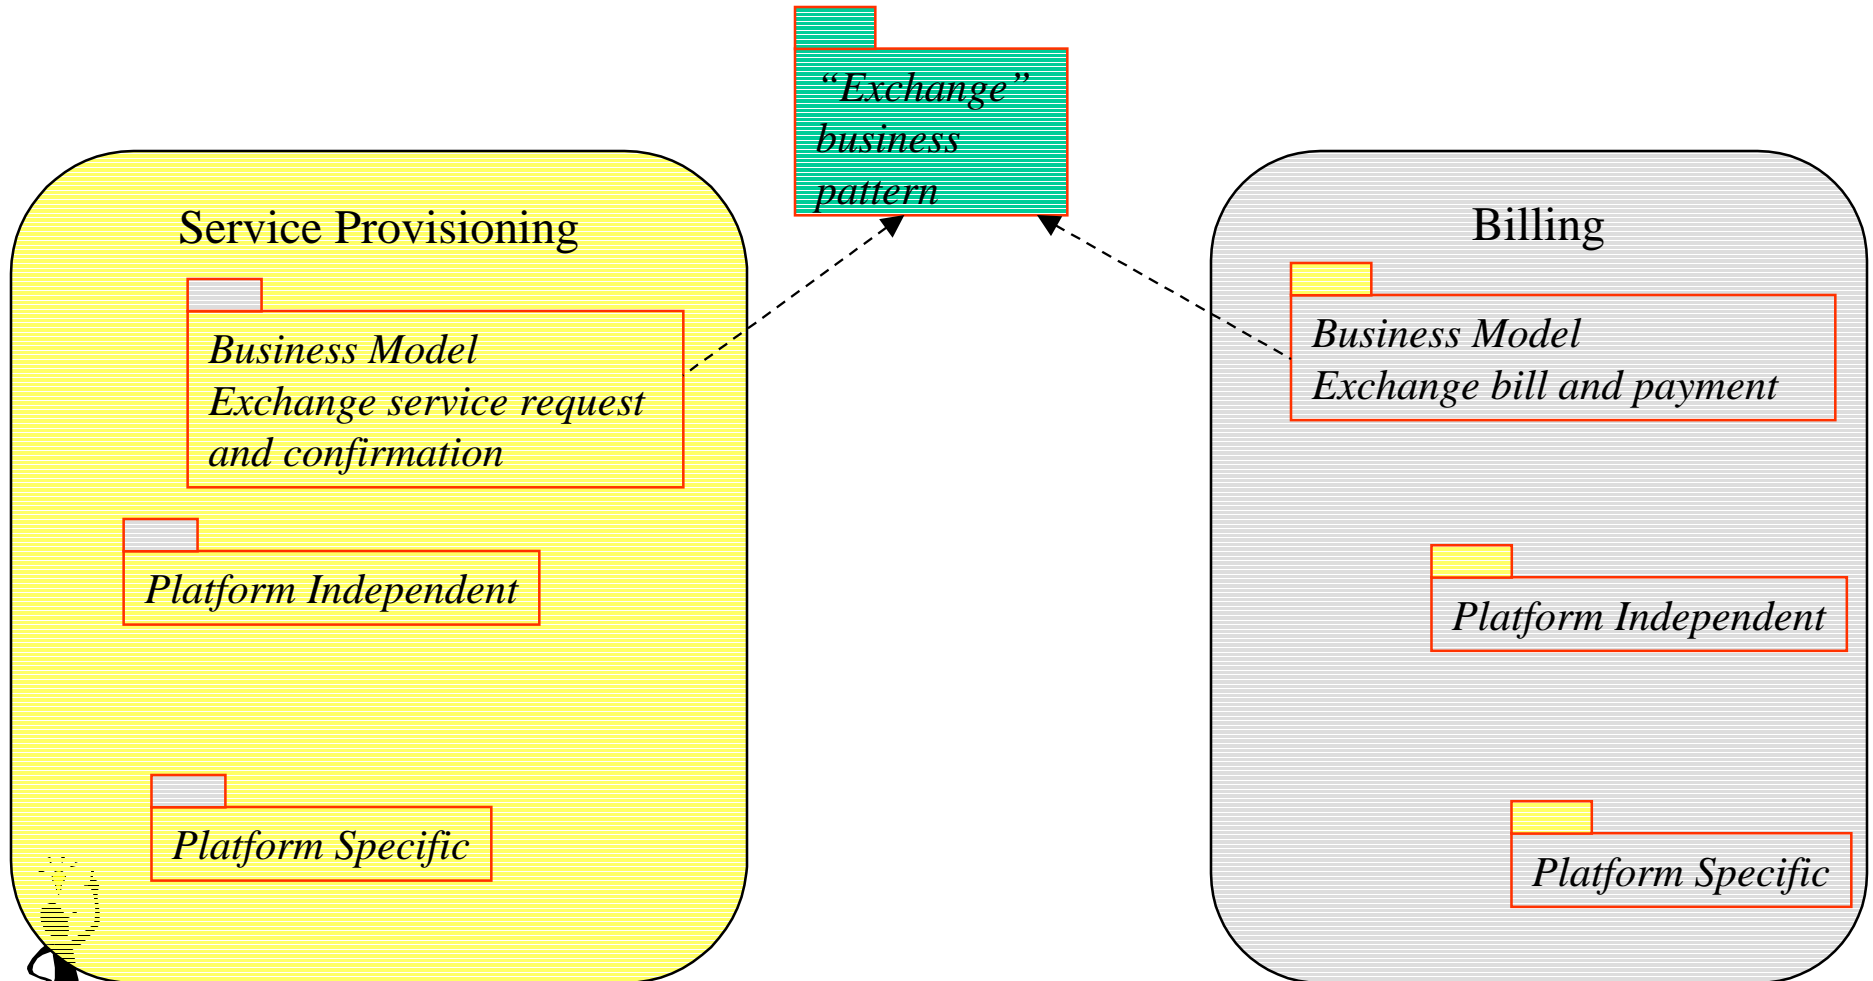 “Exchange”
business
pattern
Service Provisioning
Business Model
Exchange service request
and confirmation
Platform Independent
Platform Specific
Billing
Business Model
Exchange bill and payment
Platform Independent
Platform Specific